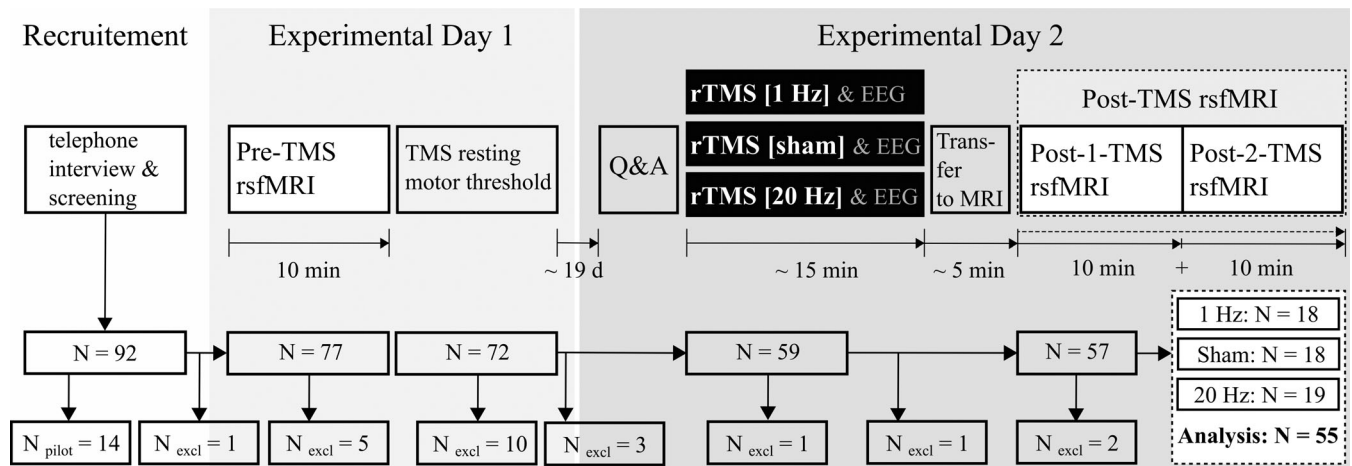 Recruitement
Experimental Day 1
Experimental Day 2
telephone
interview &
screening
Pre-TMS
rsfMRI
TMS resting
motor threshold
Q&A
rTMS [1 Hz] & EEG
rTMS [sham] & EEG
rTMS [20 Hz] & EEG
Trans-
fer
to MRI
Post-TMS rsfMRI
Post-1-TMS
rsfMRI
Post-2-TMS
rsfMRI
10 min
~ 19 d
~ 15 min
~ 5 min
10 min + 10 min
N = 92
N = 77
N = 72
N = 59
N = 57
1 Hz: N = 18
Sham: N = 18
20 Hz: N = 19
Analysis: N = 55
N pilot = 14
N excl = 1
N excl = 5
N excl = 10
N excl = 3
N excl = 1
N excl = 1
N excl = 2